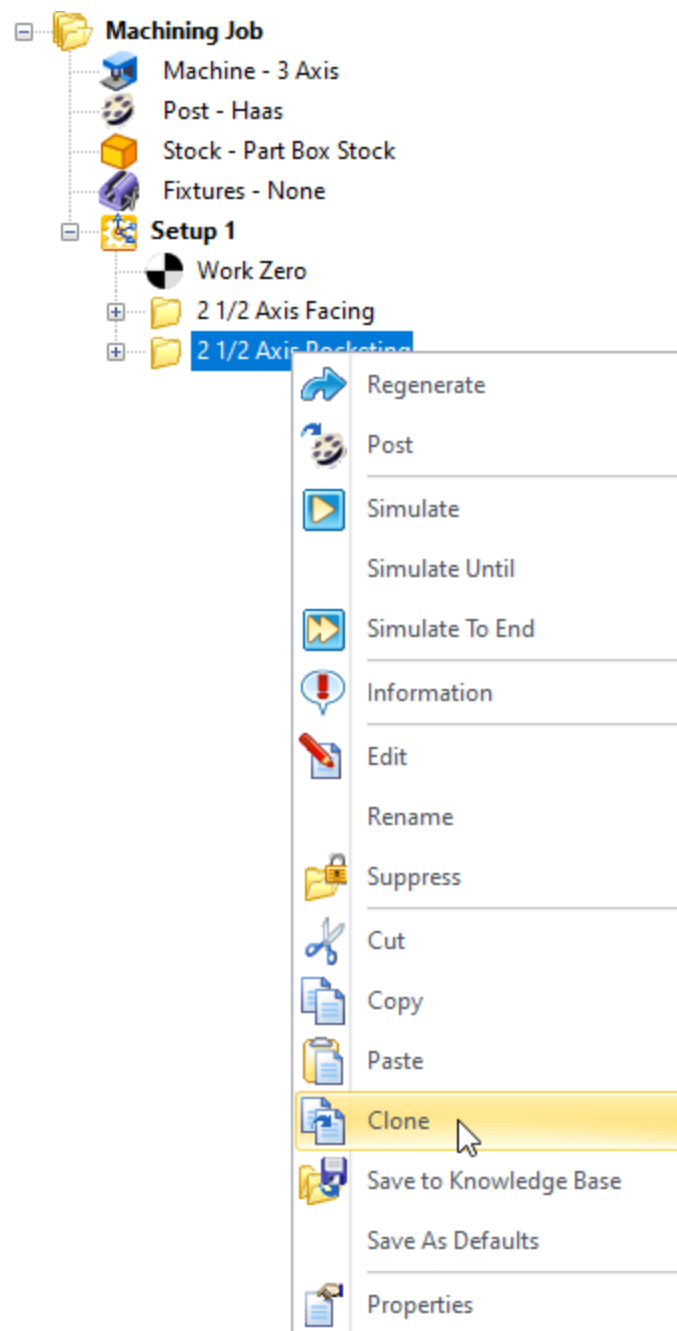 Machining Job
Machine - 3 Axis
Post - Haas
Stock - Part Box Stock
Fixtures - None
Setup 1
Work Zero
2 1/2 Axis Facing
2 1/2 Axis Pocketing
Regenerate
Post
Simulate
Simulate Until
Simulate To End
Information
Edit
Rename
Suppress
Cut
Copy
Paste
Clone
Save to Knowledge Base
Save As Defaults
Properties